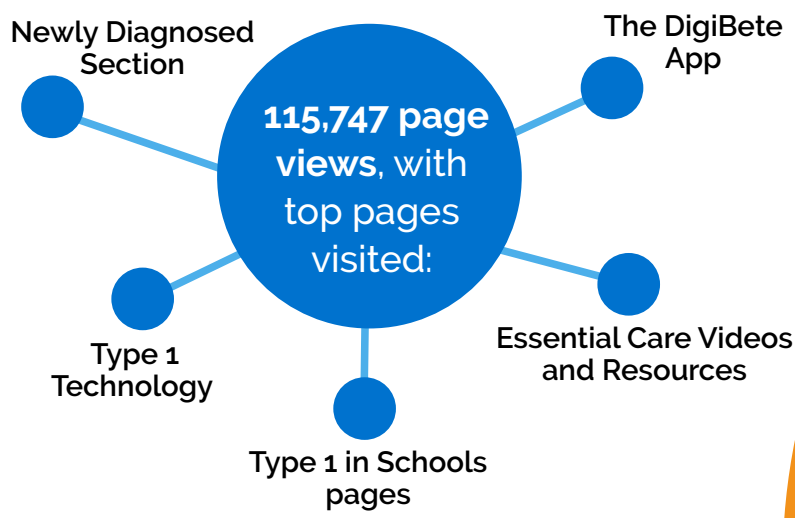 Newly Diagnosed
Section
The DigiBete
App
115,747 page
views, with
top pages
visited:
Type 1
Technology
Essential Care Videos
and Resources
Type 1 in Schools
pages